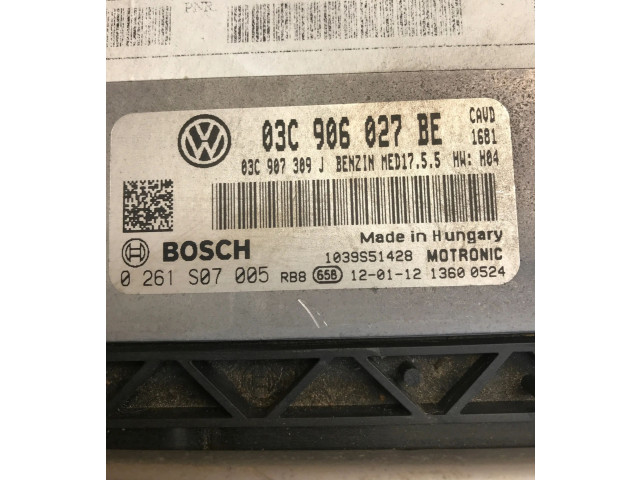 PNR.
03C 906 027 BE CAVD
1681
03C 907 309 J BENZIN MED17.5.5 HW: H04
Made in Hungary
BOSCH 1039S51428 MOTRONIC
0 261 S07 005 RB8 658 12-01-12 1360 0524